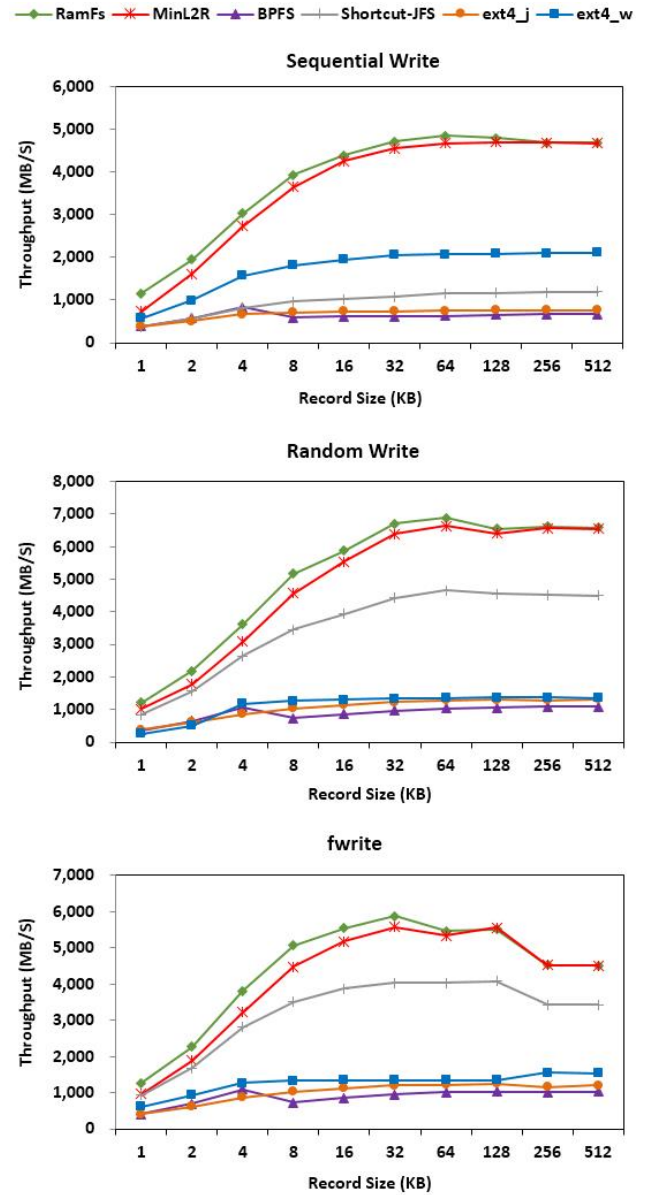 RamFs MinL2R BPFS Shortcut-JFS ext4_j ext4_w
Sequential Write
6,000
5,000
4,000
3,000
2,000
1,000
0
Throughput (MB/S)
1 2 4 8 16 32 64 128 256 512
Record Size (KB)
Random Write
8,000
7,000
6,000
5,000
4,000
3,000
2,000
1,000
0
Throughput (MB/S)
1 2 4 8 16 32 64 128 256 512
Record Size (KB)
fwrite
7,000
6,000
5,000
4,000
3,000
2,000
1,000
0
Throughput (MB/S)
1 2 4 8 16 32 64 128 256 512
Record Size (KB)